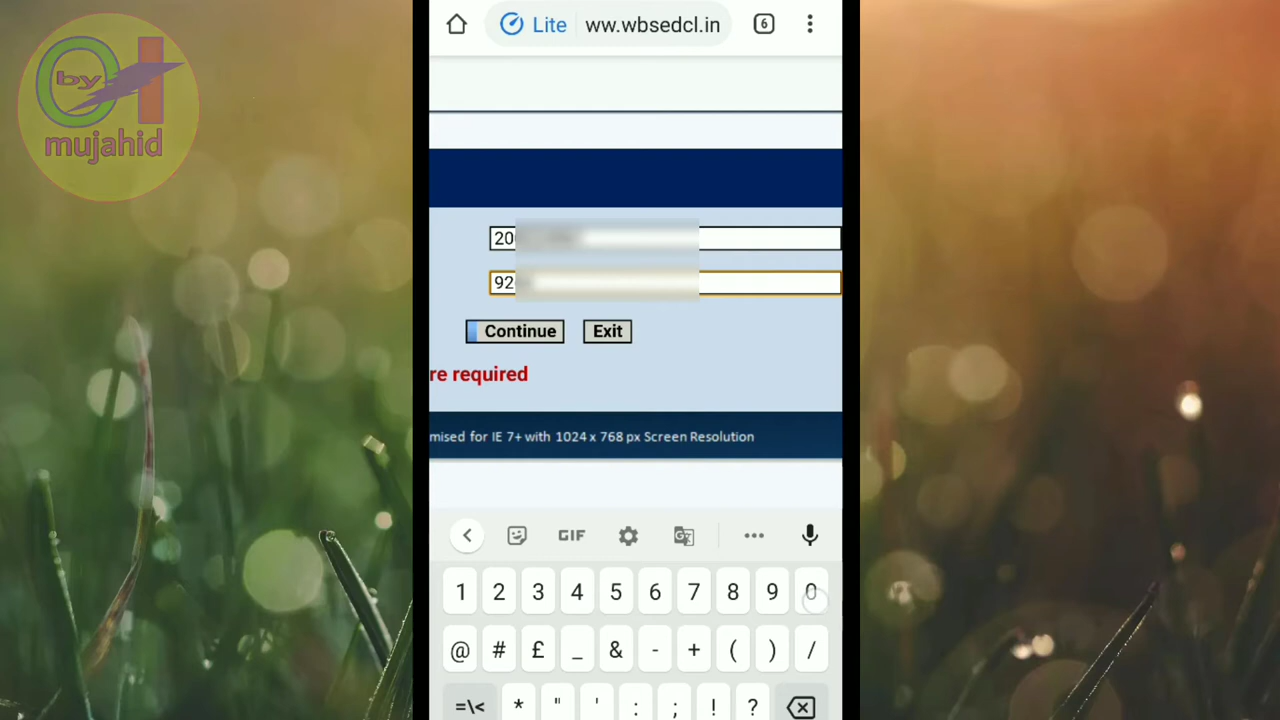 by
OI
mujahid
Lite ww.wbsedcl.in 6
20
92
Continue Exit
re required
mised for IE 7+ with 1024 x 768 px Screen Resolution
GIF
1 2 3 4 5 6 7 8 9 0
@ # £ _ & - + ( ) /
=\< * " ' : ; ! ?